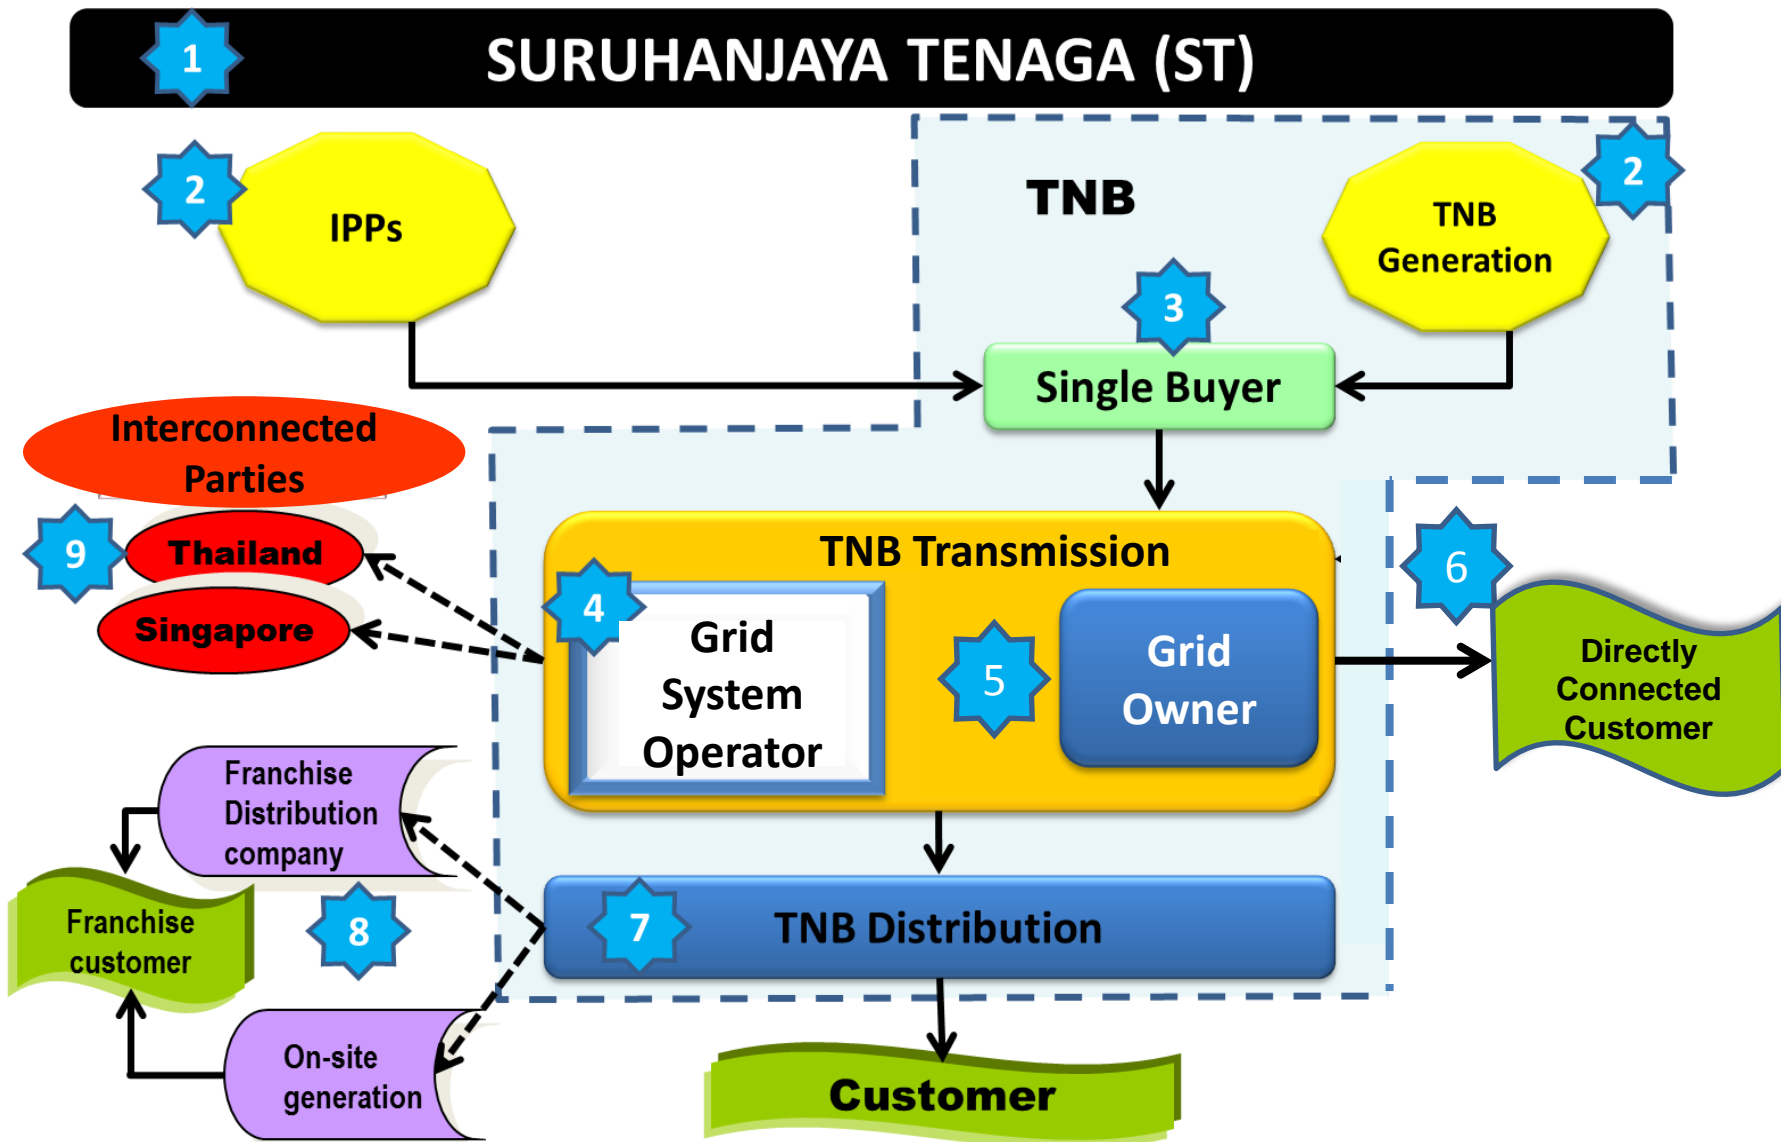 1
SURUHANJAYA TENAGA (ST)
2
IPPs
TNB
2
TNB
Generation
3
Single Buyer
Interconnected
Parties
9
Thailand
Singapore
TNB Transmission
4
Grid
System
Operator
5
Grid
Owner
6
Directly
Connected
Customer
Franchise
Distribution
company
8
Franchise
customer
7
TNB Distribution
On-site
generation
Customer